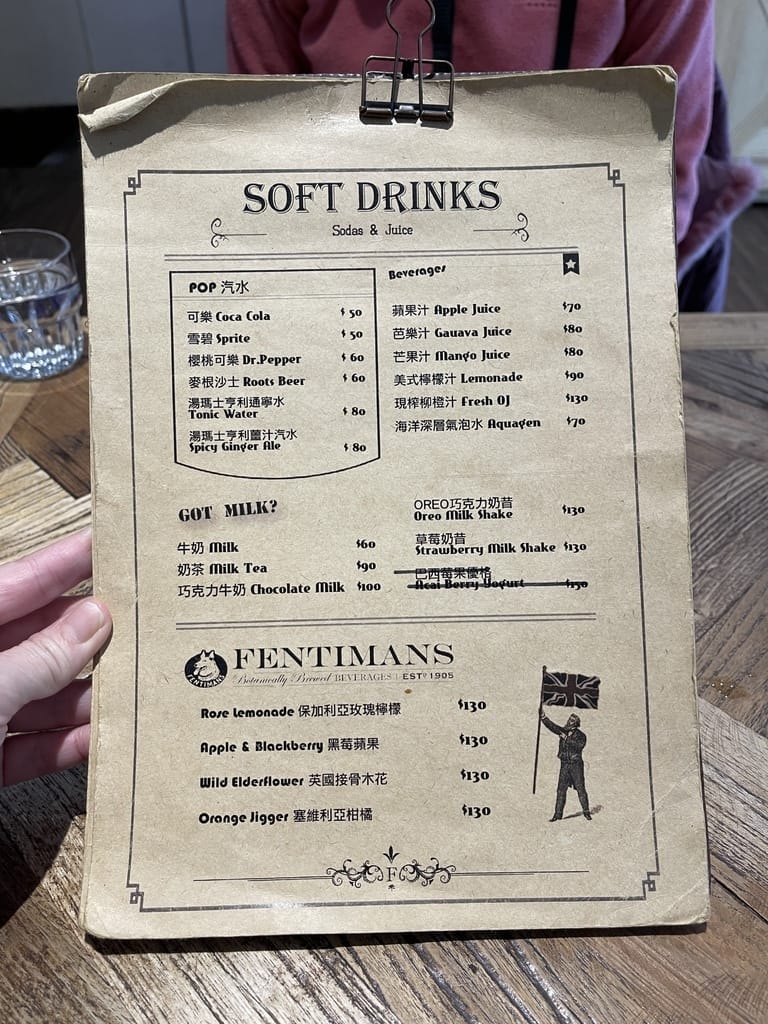 SOFT DRINKS
Sodas & Juice
POP 汽水
可樂 Coca Cola $ 50
雪碧 Sprite $ 50
櫻桃可樂 Dr.Pepper $ 60
麥根沙士 Roots Beer $ 60
湯瑪士亨利通寧水
Tonic Water $ 80
湯瑪士亨利薑汁汽水
Spicy Ginger Ale $ 80
Beverages
蘋果汁 Apple Juice $70
芭樂汁 Gauava Juice $80
芒果汁 Mango Juice $80
美式檸檬汁 Lemonade $90
現榨柳橙汁 Fresh OJ $130
海洋深層氣泡水 Aquagen $70
GOT MILK?
牛奶 Milk $60
奶茶 Milk Tea $90
巧克力牛奶 Chocolate Milk $100
OREO巧克力奶昔
Oreo Milk Shake $130
草莓奶昔
Strawberry Milk Shake $130
巴西莓果優格
Acai Berry Yogurt $150
FENTIMANS
FENTIMANS
Botanically Brewed BEVERAGES | ESTD 1905
Rose Lemonade 保加利亞玫瑰檸檬 $130
Apple & Blackberry 黑莓蘋果 $130
Wild Elderflower 英國接骨木花 $130
Orange Jigger 塞維利亞柑橘 $130
F